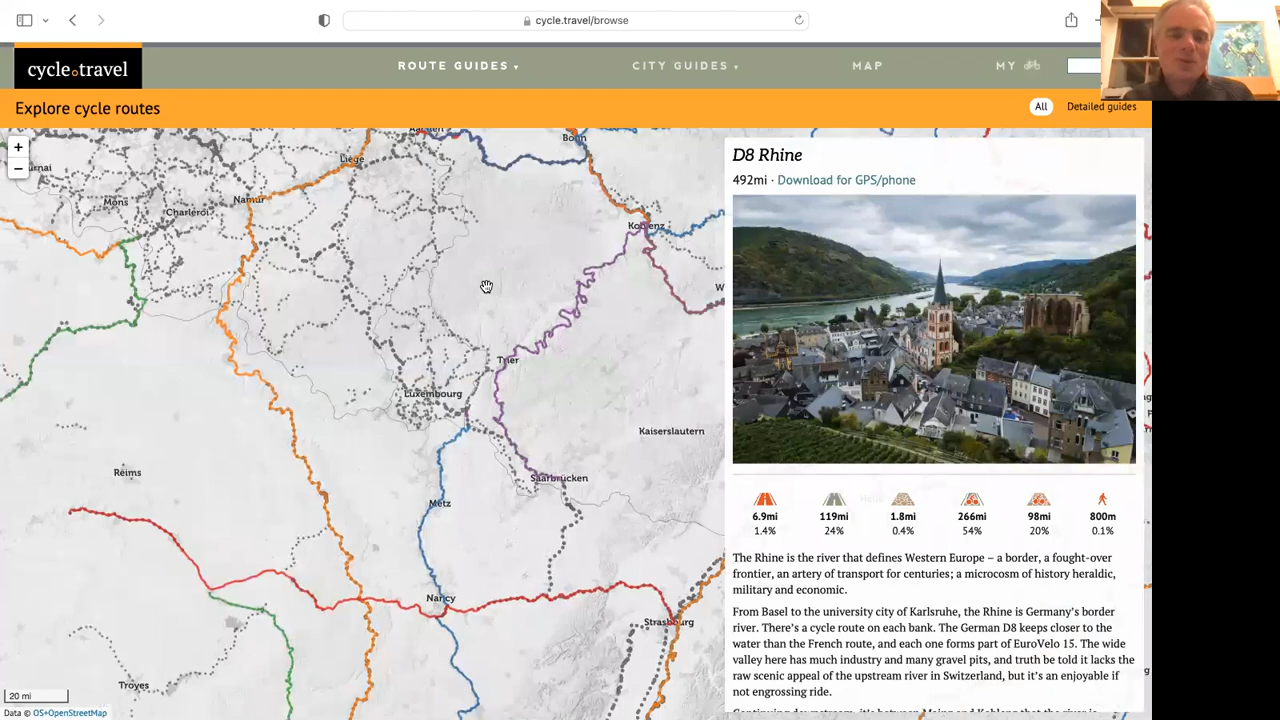 cycle.travel/browse
cycle.travel
ROUTE GUIDES ▾
CITY GUIDES ▾
MAP
MY
Explore cycle routes
All
Detailed guides
+
−
Bonn
Liège
Mons
Charleroi
Namur
Koblenz
Trier
Luxembourg
Kaiserslautern
Reims
Saarbrücken
Metz
Nancy
Strasbourg
Troyes
20 mi
Data © OS+OpenStreetMap
D8 Rhine
492mi · Download for GPS/phone
6.9mi 119mi 1.8mi 266mi 98mi 800m
1.4% 24% 0.4% 54% 20% 0.1%
The Rhine is the river that defines Western Europe – a border, a fought-over
frontier, an artery of transport for centuries; a microcosm of history heraldic,
military and economic.
From Basel to the university city of Karlsruhe, the Rhine is Germany's border
river. There's a cycle route on each bank. The German D8 keeps closer to the
water than the French route, and each one forms part of EuroVelo 15. The wide
valley here has much industry and many gravel pits, and truth be told it lacks the
raw scenic appeal of the upstream river in Switzerland, but it's an enjoyable if
not engrossing ride.